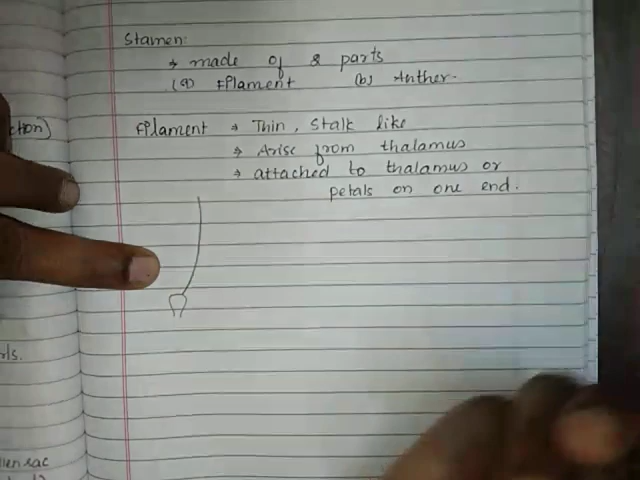 Stamen:
→ made of 2 parts
(a) Filament (b) Anther.
ction)
Filament → Thin, stalk like
→ Arise from thalamus
→ attached to thalamus or
petals on one end.